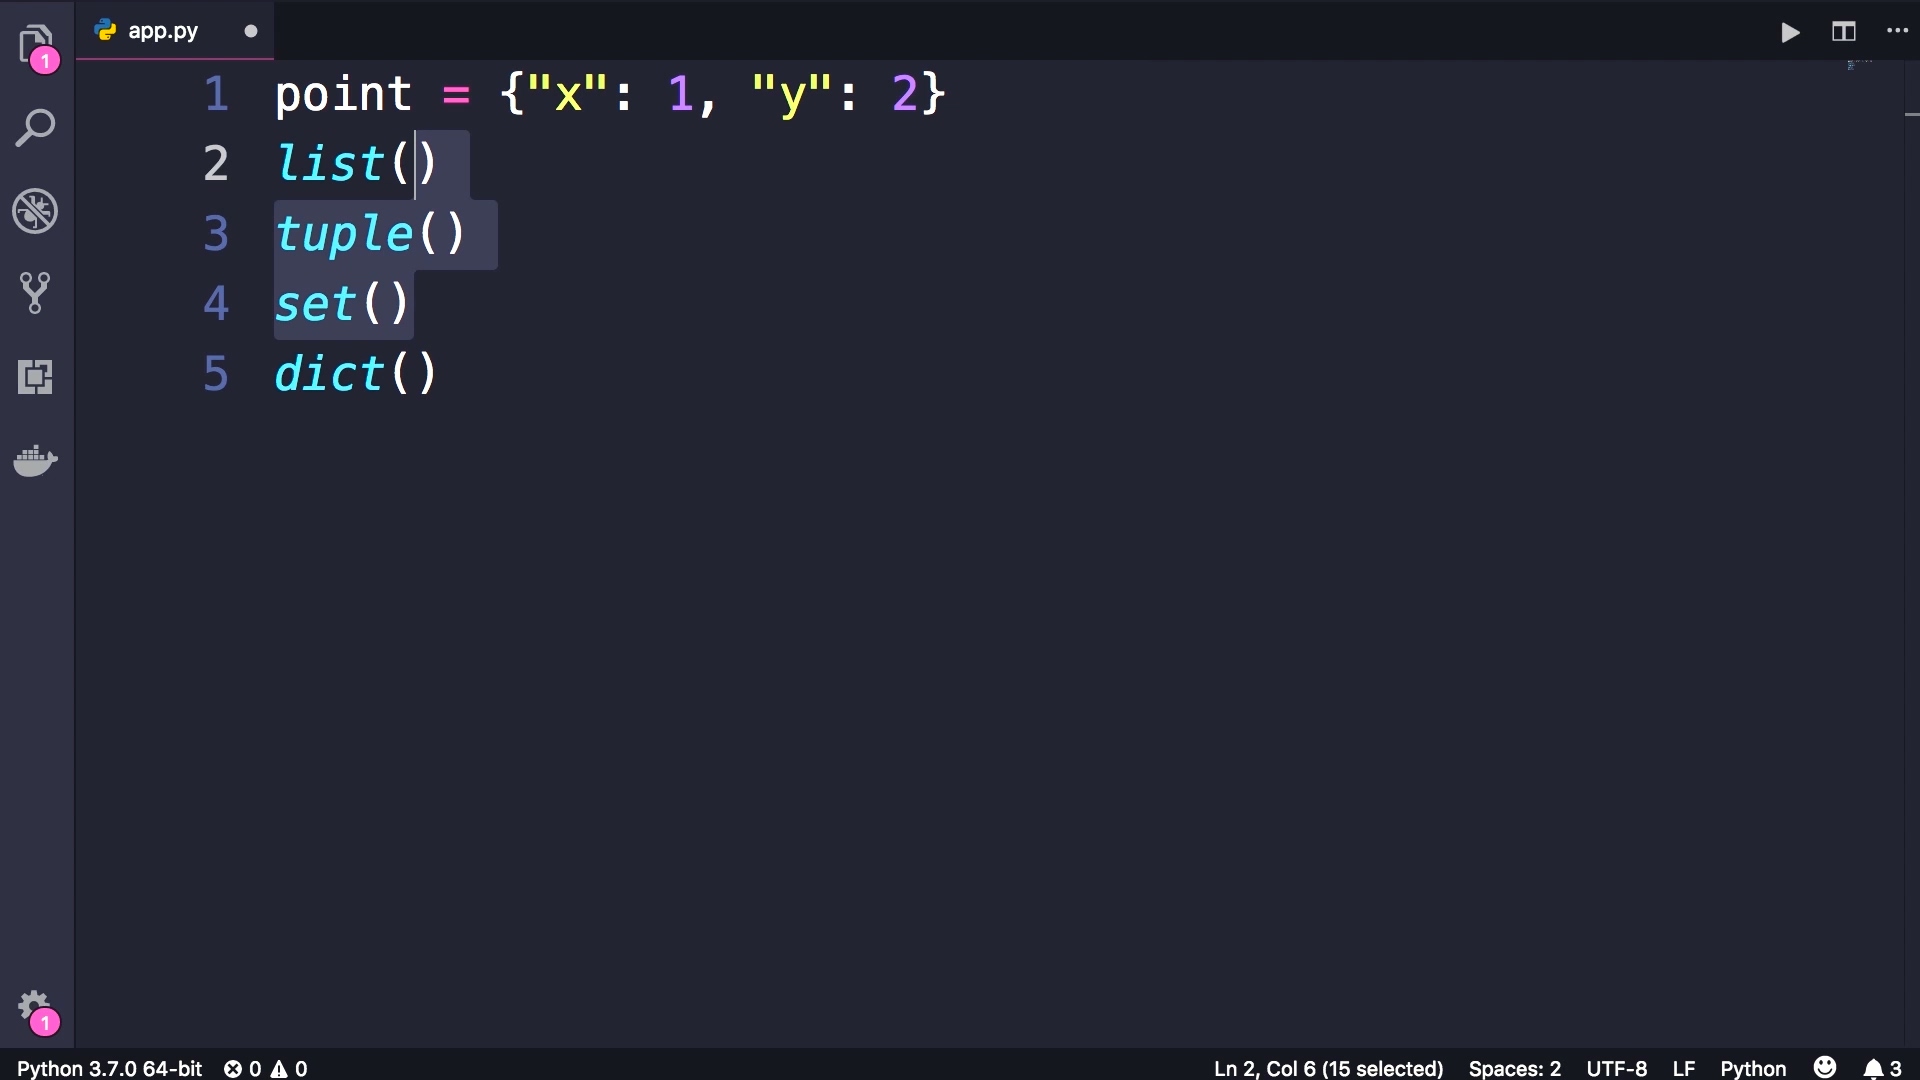 1
app.py
1 point = {"x": 1, "y": 2}
2 list()
3 tuple()
4 set()
5 dict()
1
Python 3.7.0 64-bit 0 0 Ln 2, Col 6 (15 selected) Spaces: 2 UTF-8 LF Python 3